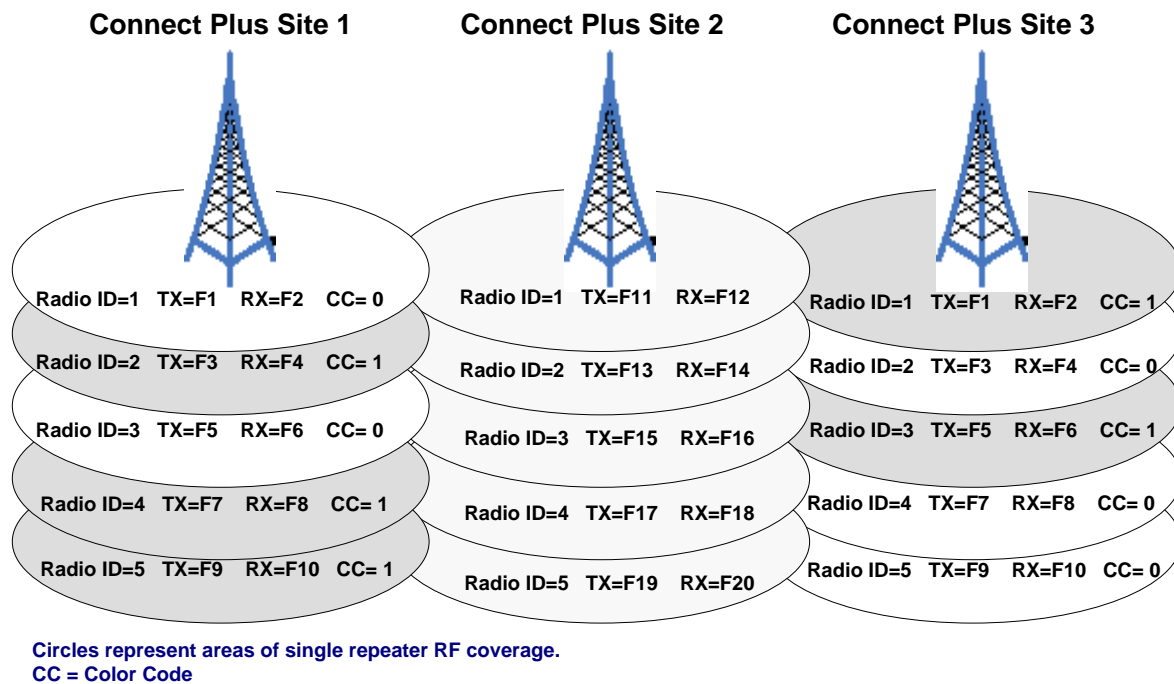 Connect Plus Site 1 Connect Plus Site 2 Connect Plus Site 3
Radio ID=1 TX=F1 RX=F2 CC= 0
Radio ID=2 TX=F3 RX=F4 CC= 1
Radio ID=3 TX=F5 RX=F6 CC= 0
Radio ID=4 TX=F7 RX=F8 CC= 1
Radio ID=5 TX=F9 RX=F10 CC= 1
Radio ID=1 TX=F11 RX=F12
Radio ID=2 TX=F13 RX=F14
Radio ID=3 TX=F15 RX=F16
Radio ID=4 TX=F17 RX=F18
Radio ID=5 TX=F19 RX=F20
Radio ID=1 TX=F1 RX=F2 CC= 1
Radio ID=2 TX=F3 RX=F4 CC= 0
Radio ID=3 TX=F5 RX=F6 CC= 1
Radio ID=4 TX=F7 RX=F8 CC= 0
Radio ID=5 TX=F9 RX=F10 CC= 0
Circles represent areas of single repeater RF coverage.
CC = Color Code